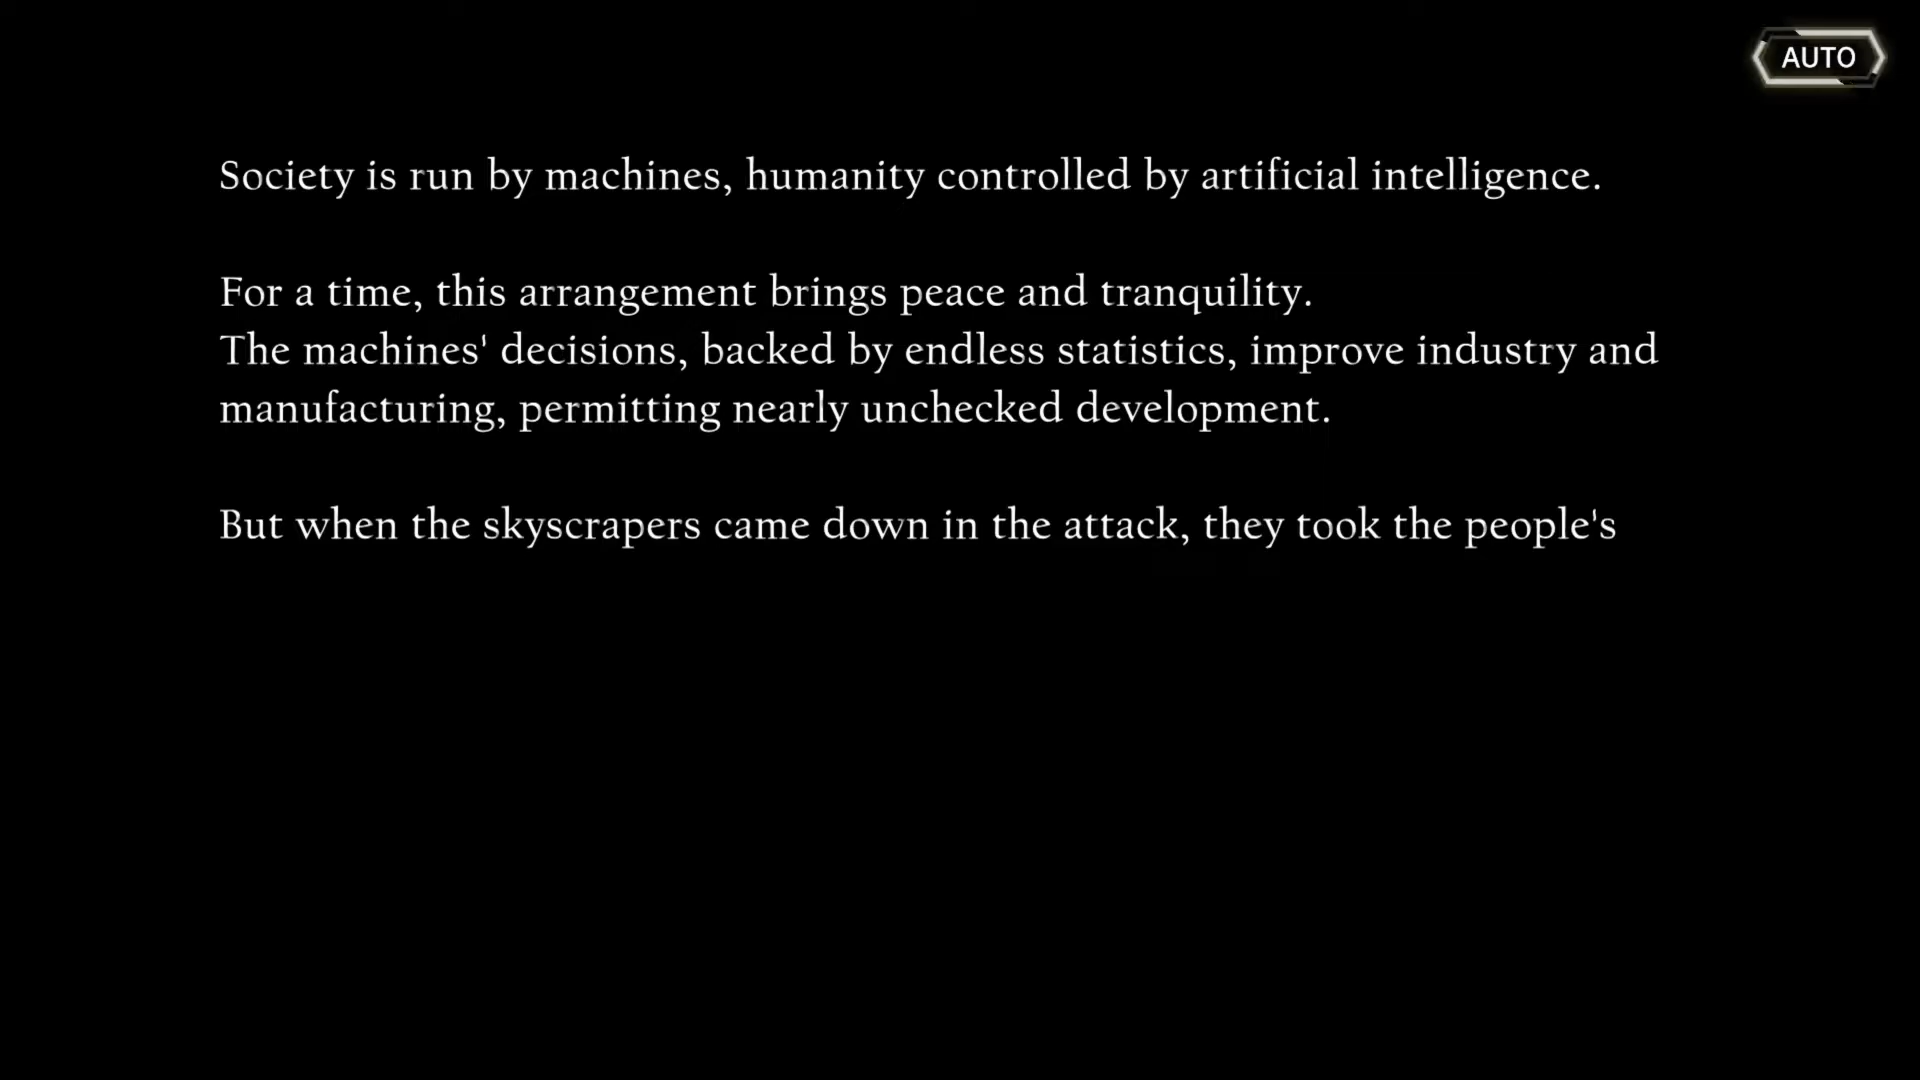 AUTO
Society is run by machines, humanity controlled by artificial intelligence.
For a time, this arrangement brings peace and tranquility.
The machines' decisions, backed by endless statistics, improve industry and
manufacturing, permitting nearly unchecked development.
But when the skyscrapers came down in the attack, they took the people's